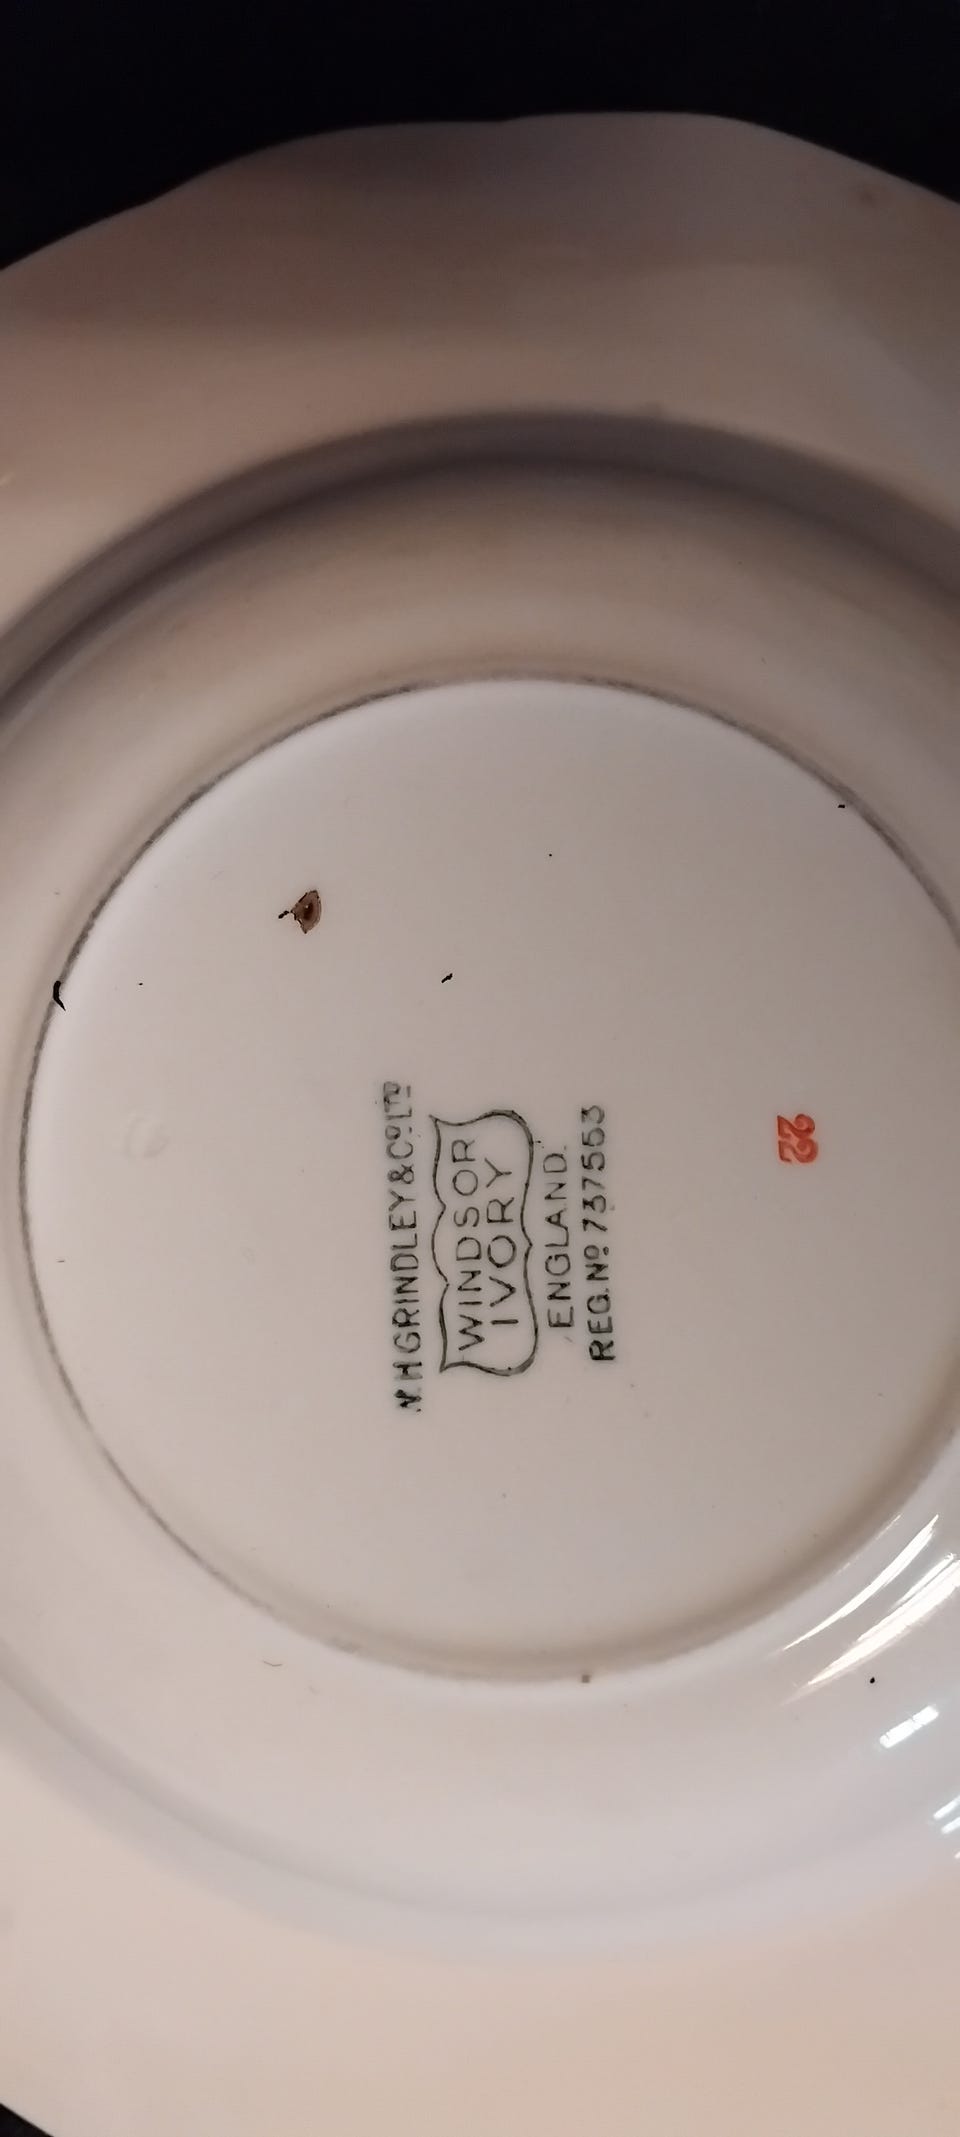 W.H GRINDLEY & Cº LTD
WINDSOR
IVORY
ENGLAND.
REG. Nº 737553
22